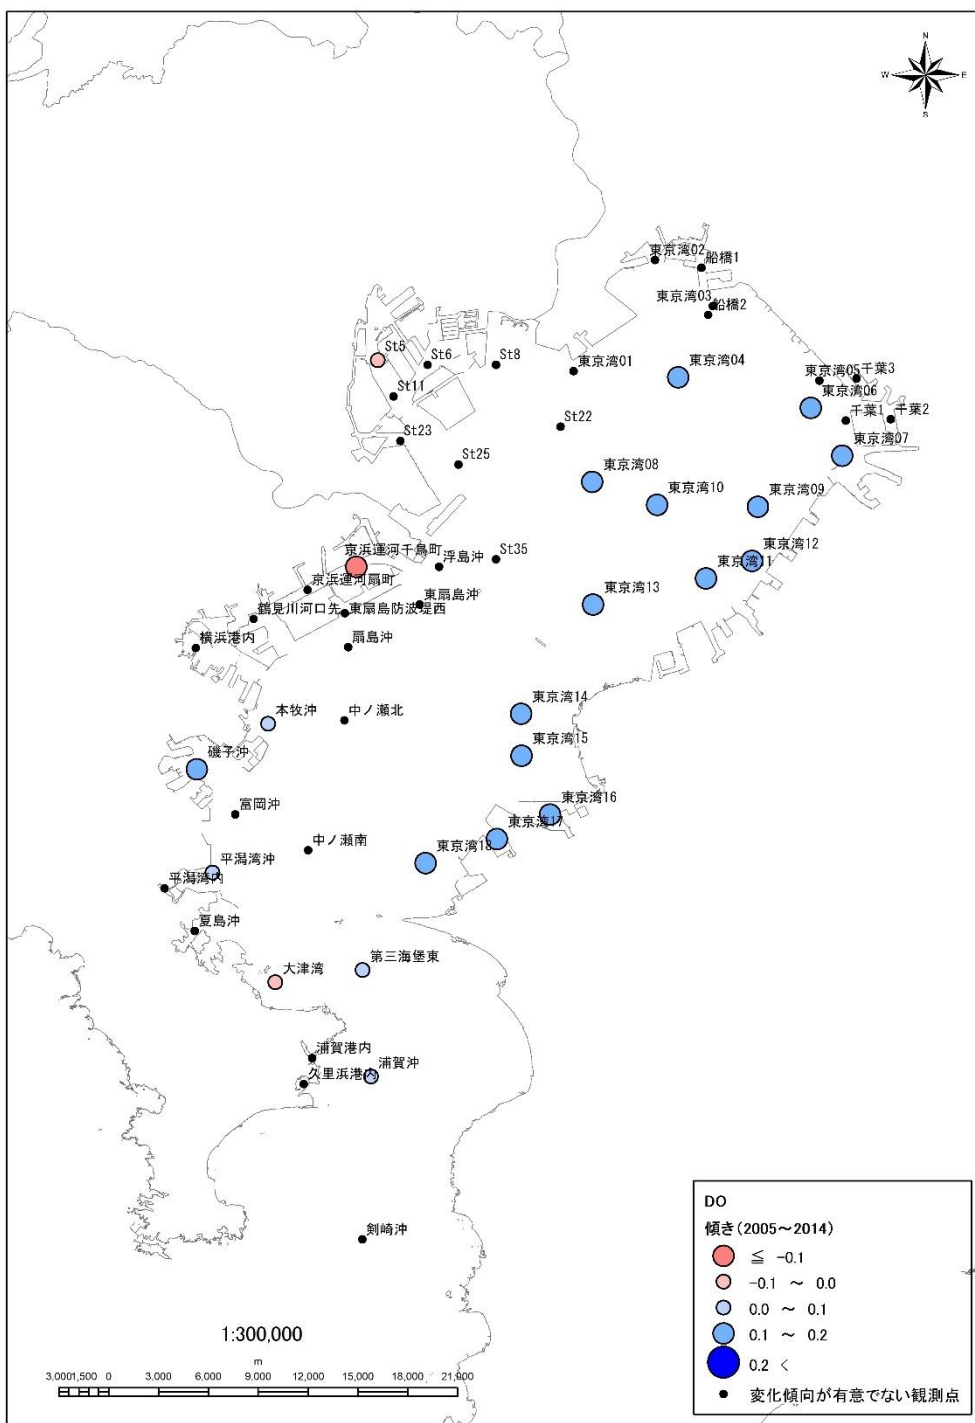 N
W
E
S
東京湾02
船橋1
東京湾03
船橋2
St5
St6
St8
東京湾01
東京湾04
東京湾05
千葉3
東京湾06
St11
千葉1
千葉2
St22
St23
東京湾07
St25
東京湾08
東京湾10
東京湾09
京浜運河千鳥町
浮島沖
St35
東京湾12
東京湾11
京浜運河扇町
東扇島沖
東京湾13
鶴見川河口先
東扇島防波堤西
横浜港内
扇島沖
本牧沖
中ノ瀬北
東京湾14
磯子沖
東京湾15
富岡沖
東京湾16
東京湾17
中ノ瀬南
東京湾18
平潟湾沖
平潟湾内
夏島沖
大津湾
第三海堡東
浦賀港内
浦賀沖
久里浜港内
剣崎沖
1:300,000
m
3,0001,500 0 3,000 6,000 9,000 12,000 15,000 18,000 21,000
DO
傾き(2005～2014)
≦ -0.1
-0.1 ～ 0.0
0.0 ～ 0.1
0.1 ～ 0.2
0.2 <
変化傾向が有意でない観測点